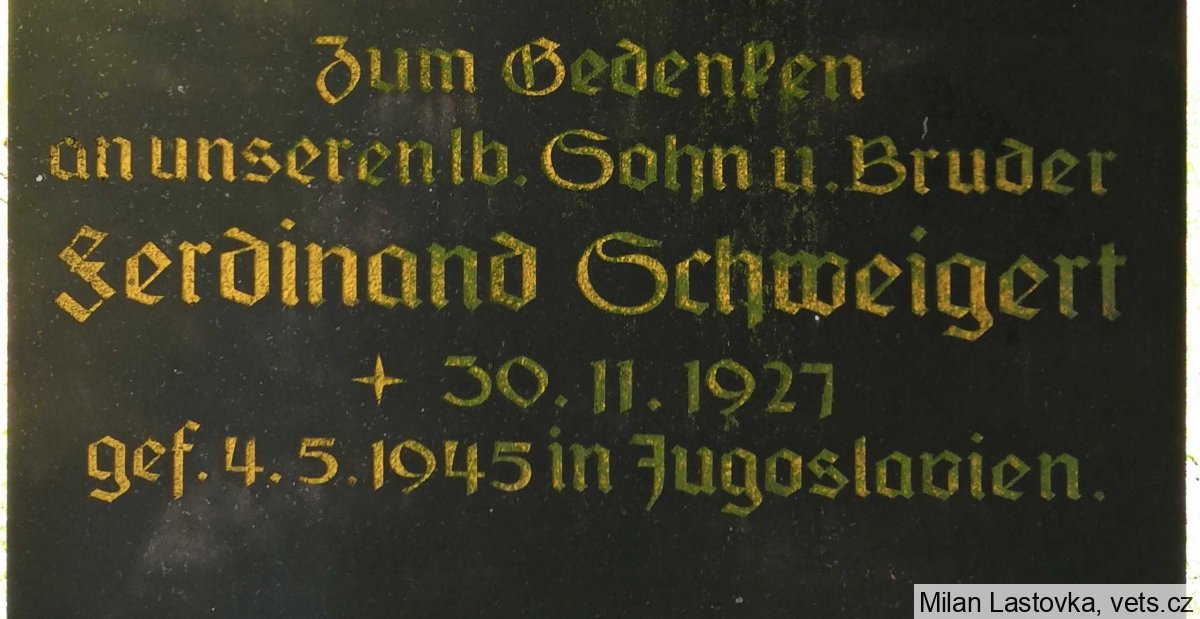 Zum Gedenken
an unseren lb. Sohn u. Bruder
Ferdinand Schweigert
✦ 30. 11. 1927
gef. 4. 5. 1945 in Jugoslavien.
Milan Lastovka, vets.cz